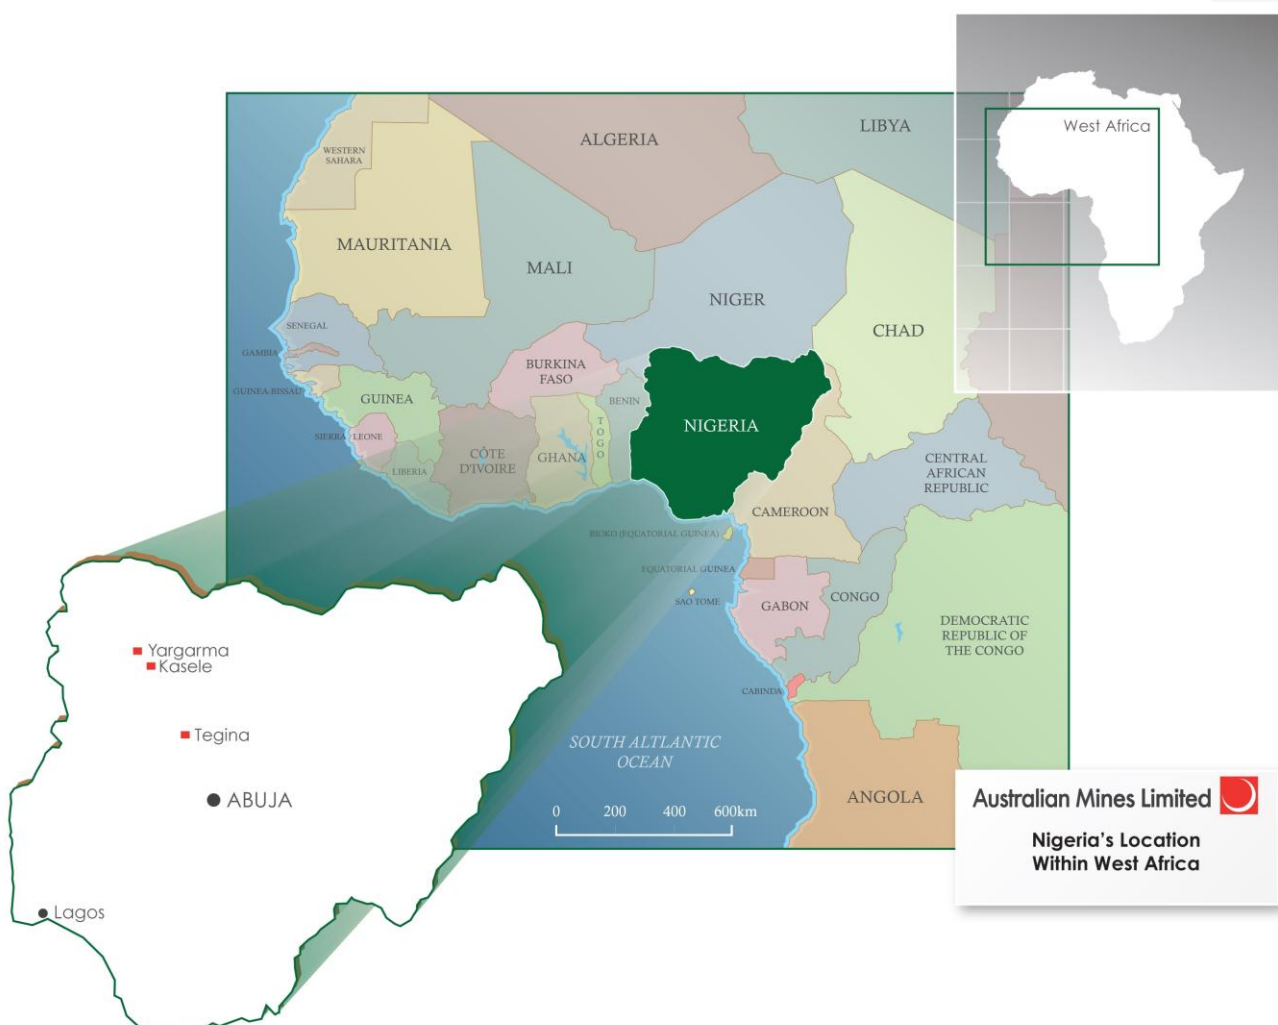 West Africa
LIBYA
ALGERIA
WESTERN
SAHARA
MAURITANIA
MALI
NIGER
CHAD
SENEGAL
GAMBIA
BURKINA
FASO
GUINEA-BISSAU
GUINEA
BENIN
TOGO
NIGERIA
SIERRA LEONE
LIBERIA
CÔTE
D'IVOIRE
GHANA
CENTRAL
AFRICAN
REPUBLIC
CAMEROON
BIOKO (EQUATORIAL GUINEA)
EQUATORIAL GUINEA
SAO TOME
GABON
CONGO
DEMOCRATIC
REPUBLIC OF
THE CONGO
CABINDA
SOUTH ALTLANTIC
OCEAN
ANGOLA
0 200 400 600km
Yargarma
Kasele
Tegina
ABUJA
Lagos
Australian Mines Limited
Nigeria's Location
Within West Africa